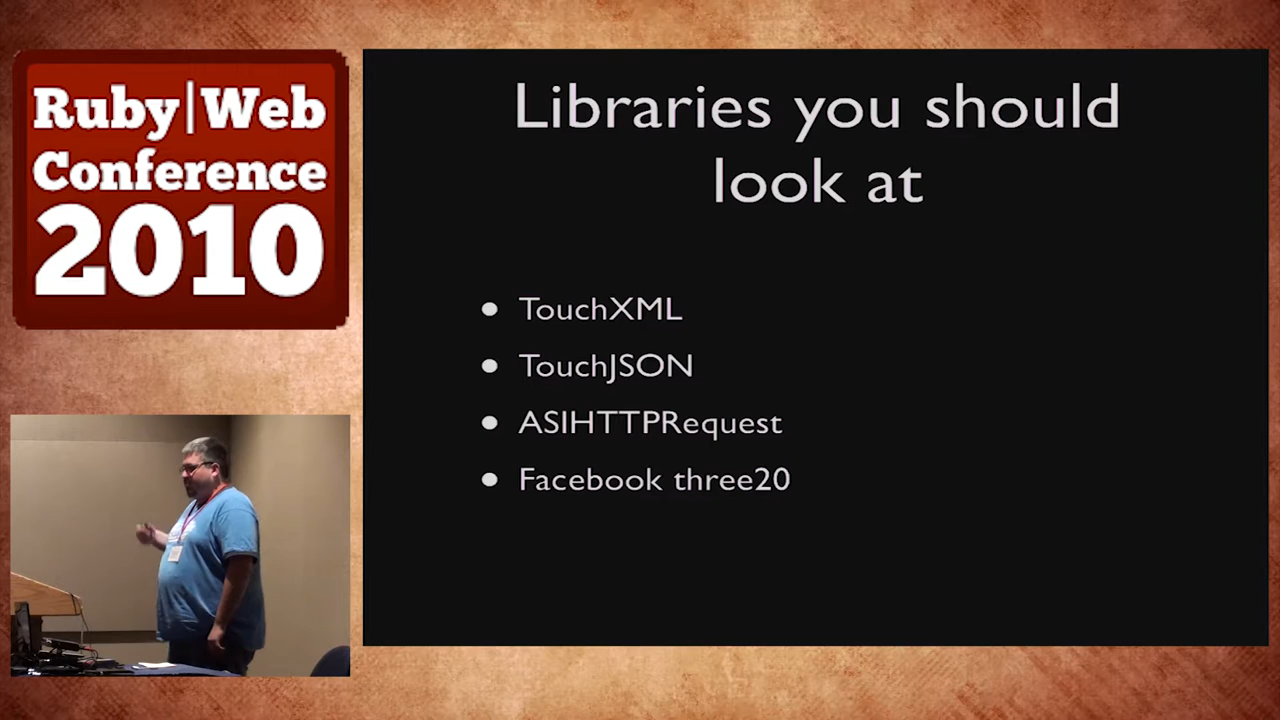 Ruby|Web
Conference
2010
Libraries you should
look at
• TouchXML
• TouchJSON
• ASIHTTPRequest
• Facebook three20